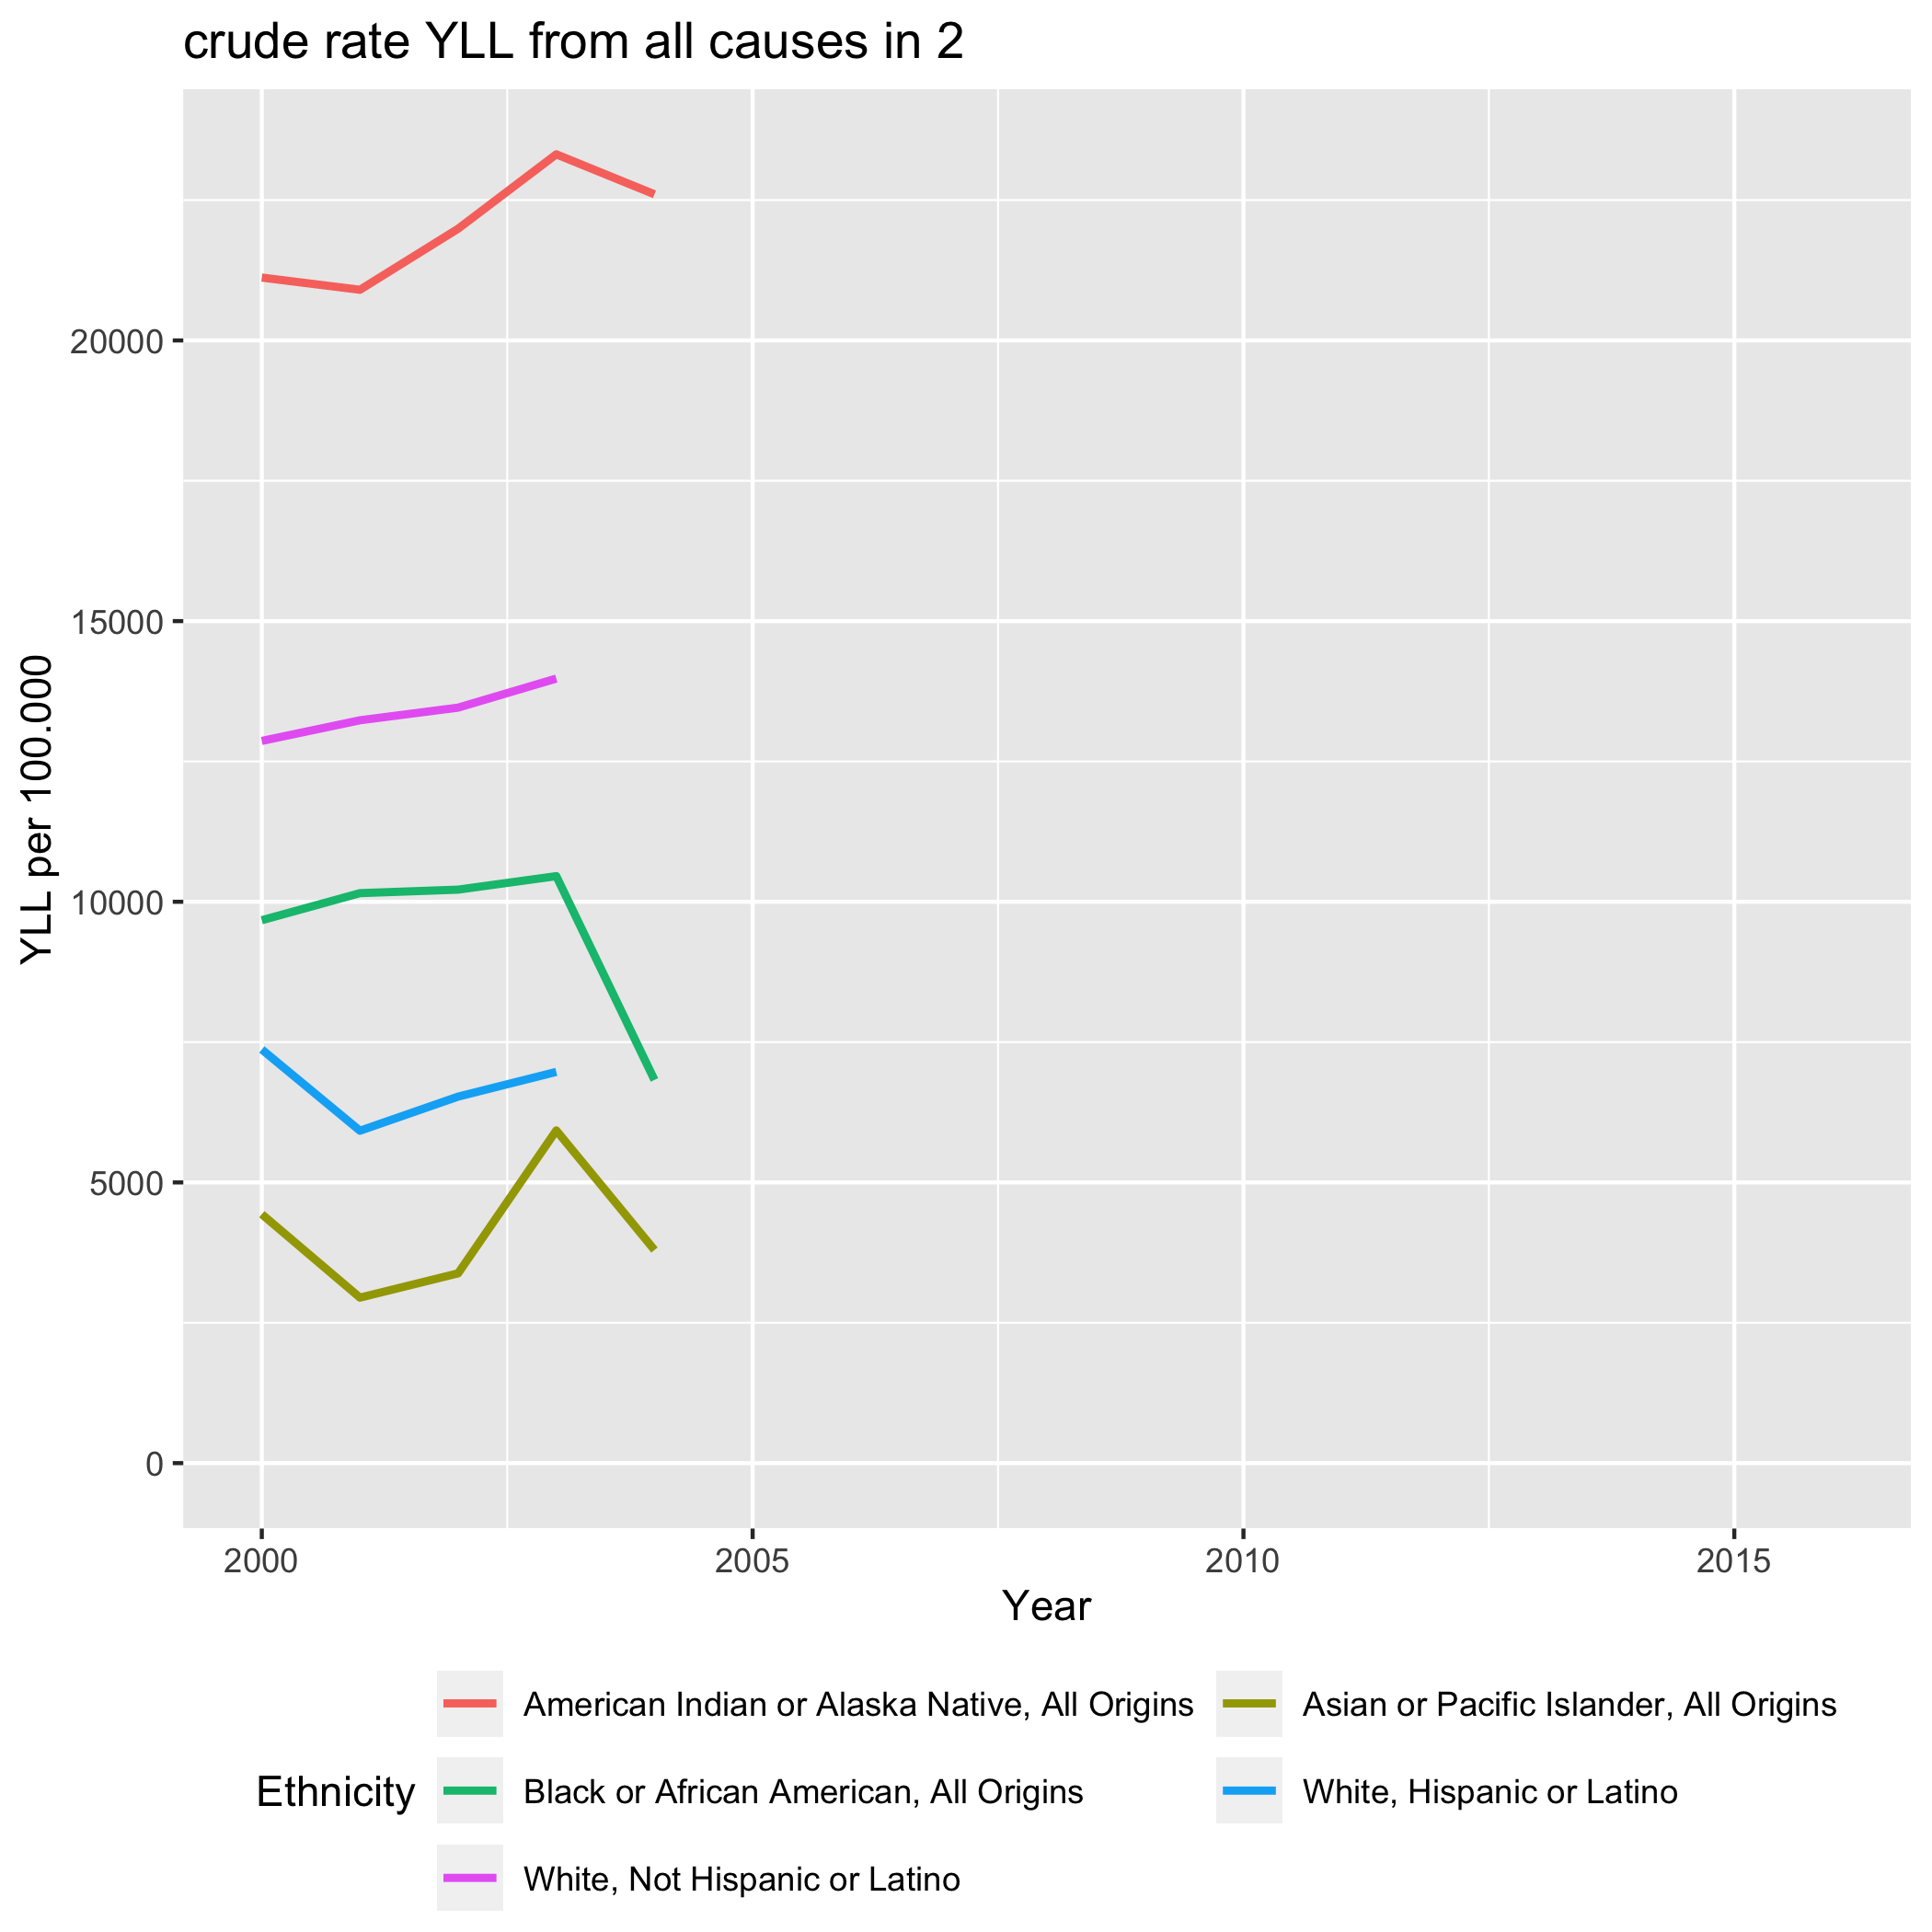 crude rate YLL from all causes in 2
YLL per 100.000
20000
15000
10000
5000
0
2000 2005 2010 2015
Year
Ethnicity
American Indian or Alaska Native, All Origins
Asian or Pacific Islander, All Origins
Black or African American, All Origins
White, Hispanic or Latino
White, Not Hispanic or Latino